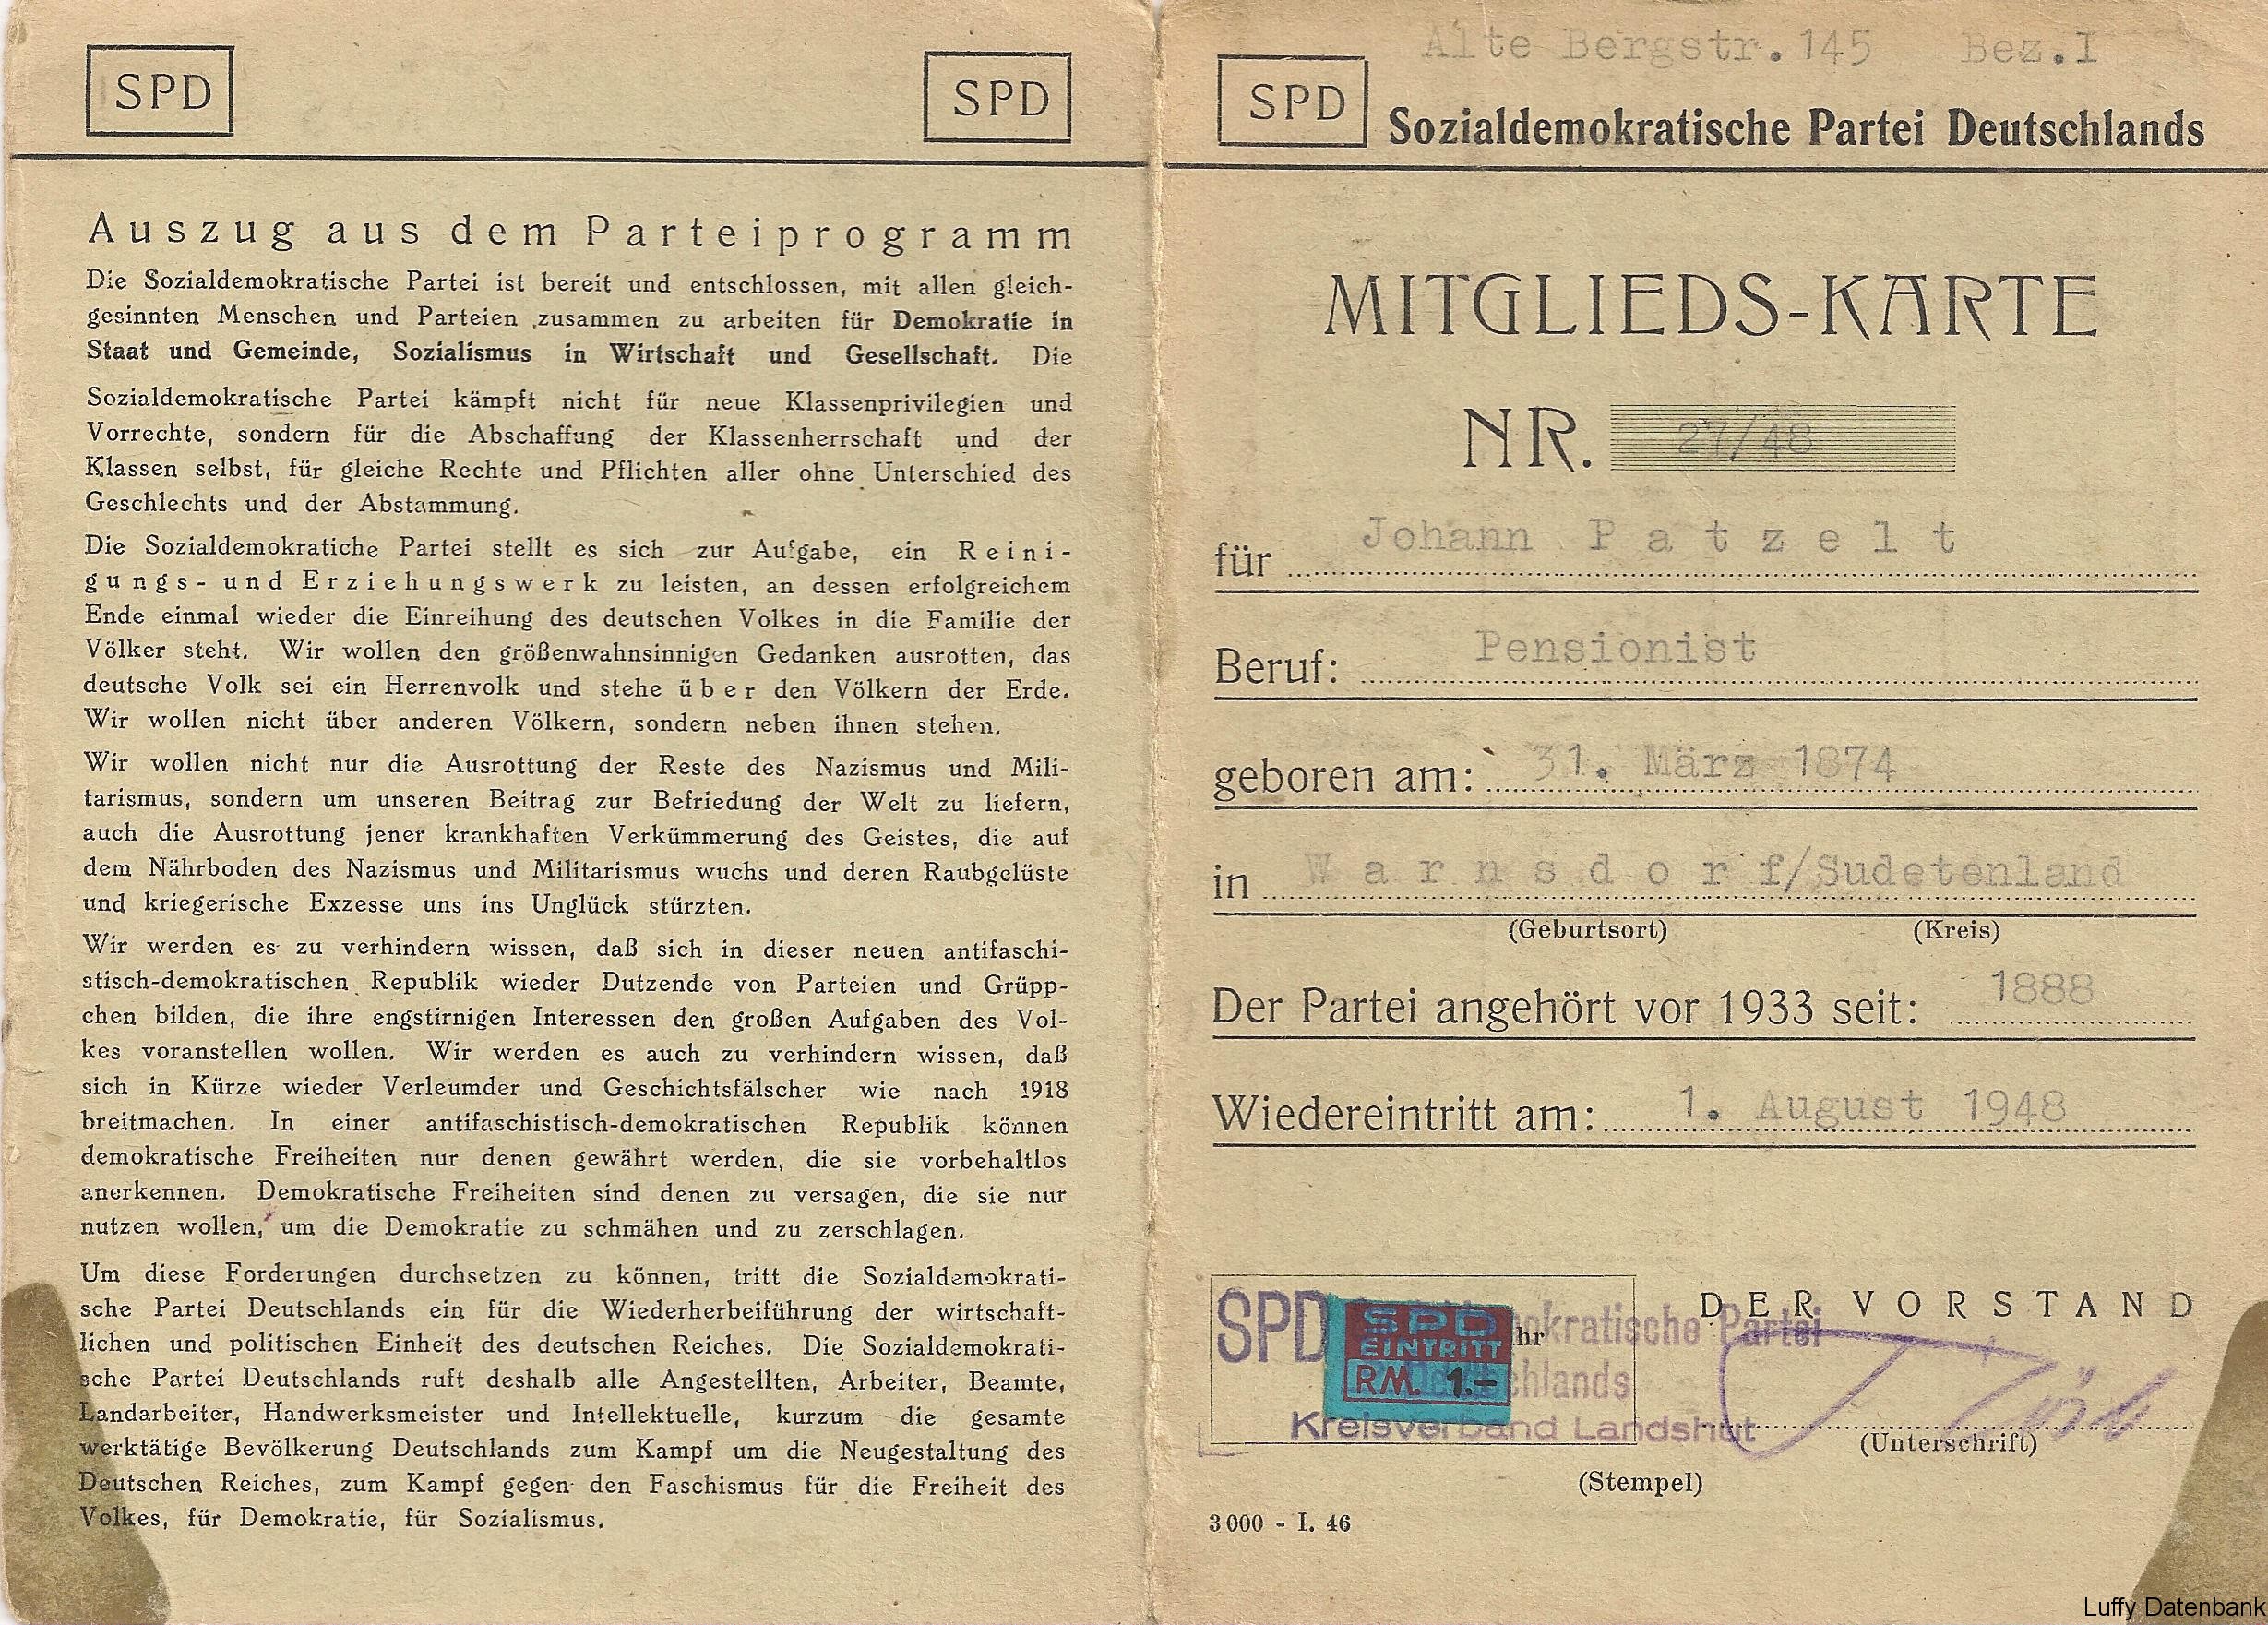 SPD
SPD
Auszug aus dem Parteiprogramm
Die Sozialdemokratische Partei ist bereit und entschlossen, mit allen gleich-
gesinnten Menschen und Parteien zusammen zu arbeiten für Demokratie in
Staat und Gemeinde, Sozialismus in Wirtschaft und Gesellschaft. Die
Sozialdemokratische Partei kämpft nicht für neue Klassenprivilegien und
Vorrechte, sondern für die Abschaffung der Klassenherrschaft und der
Klassen selbst, für gleiche Rechte und Pflichten aller ohne Unterschied des
Geschlechts und der Abstammung.
Die Sozialdemokratiche Partei stellt es sich zur Aufgabe, ein Reini-
gungs- und Erziehungswerk zu leisten, an dessen erfolgreichem
Ende einmal wieder die Einreihung des deutschen Volkes in die Familie der
Völker steht. Wir wollen den größenwahnsinnigen Gedanken ausrotten, das
deutsche Volk sei ein Herrenvolk und stehe über den Völkern der Erde.
Wir wollen nicht über anderen Völkern, sondern neben ihnen stehen.
Wir wollen nicht nur die Ausrottung der Reste des Nazismus und Mili-
tarismus, sondern um unseren Beitrag zur Befriedung der Welt zu liefern,
auch die Ausrottung jener krankhaften Verkümmerung des Geistes, die auf
dem Nährboden des Nazismus und Militarismus wuchs und deren Raubgelüste
und kriegerische Exzesse uns ins Unglück stürzten.
Wir werden es zu verhindern wissen, daß sich in dieser neuen antifaschi-
stisch-demokratischen Republik wieder Dutzende von Parteien und Grüpp-
chen bilden, die ihre engstirnigen Interessen den großen Aufgaben des Vol-
kes voranstellen wollen. Wir werden es auch zu verhindern wissen, daß
sich in Kürze wieder Verleumder und Geschichtsfälscher wie nach 1918
breitmachen. In einer antifaschistisch-demokratischen Republik können
demokratische Freiheiten nur denen gewährt werden, die sie vorbehaltlos
anerkennen. Demokratische Freiheiten sind denen zu versagen, die sie nur
nutzen wollen, um die Demokratie zu schmähen und zu zerschlagen.
Um diese Forderungen durchsetzen zu können, tritt die Sozialdemokrati-
sche Partei Deutschlands ein für die Wiederherbeiführung der wirtschaft-
lichen und politischen Einheit des deutschen Reiches. Die Sozialdemokrati-
sche Partei Deutschlands ruft deshalb alle Angestellten, Arbeiter, Beamte,
Landarbeiter, Handwerksmeister und Intellektuelle, kurzum die gesamte
werktätige Bevölkerung Deutschlands zum Kampf um die Neugestaltung des
Deutschen Reiches, zum Kampf gegen den Faschismus für die Freiheit des
Volkes, für Demokratie, für Sozialismus.
Alte Bergstr. 145 Bez. I
SPD
Sozialdemokratische Partei Deutschlands
MITGLIEDS-KARTE
NR. 27/48
für Johann Patzelt
Beruf: Pensionist
geboren am: 31. März 1874
in Warnsdorf/Sudetenland
(Geburtsort) (Kreis)
Der Partei angehört vor 1933 seit: 1888
Wiedereintritt am: 1. August 1948
DER VORSTAND
SPD
Partei
Kreisverband Landshut
SPD
EINTRITT
RM. 1.-
(Unterschrift)
(Stempel)
3000 - I. 46
Luffy Datenbank